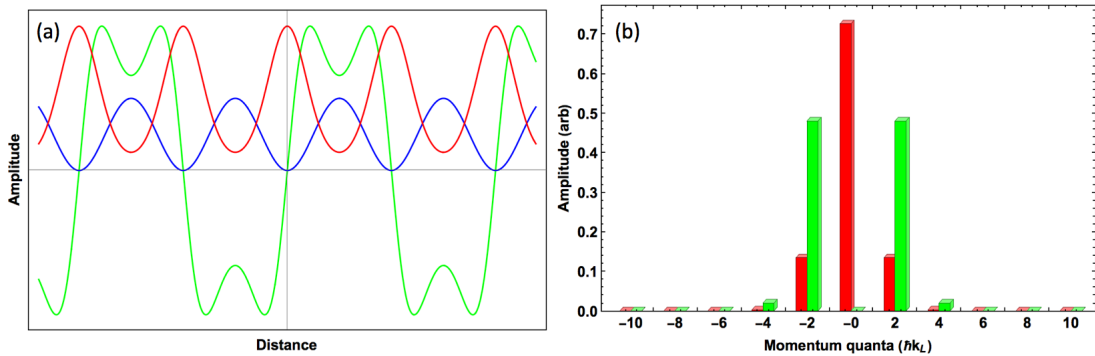 (a)
Amplitude
Distance
(b)
Amplitude (arb)
0.7
0.6
0.5
0.4
0.3
0.2
0.1
0.0
−10 −8 −6 −4 −2 −0 2 4 6 8 10
Momentum quanta (ℏk_L)